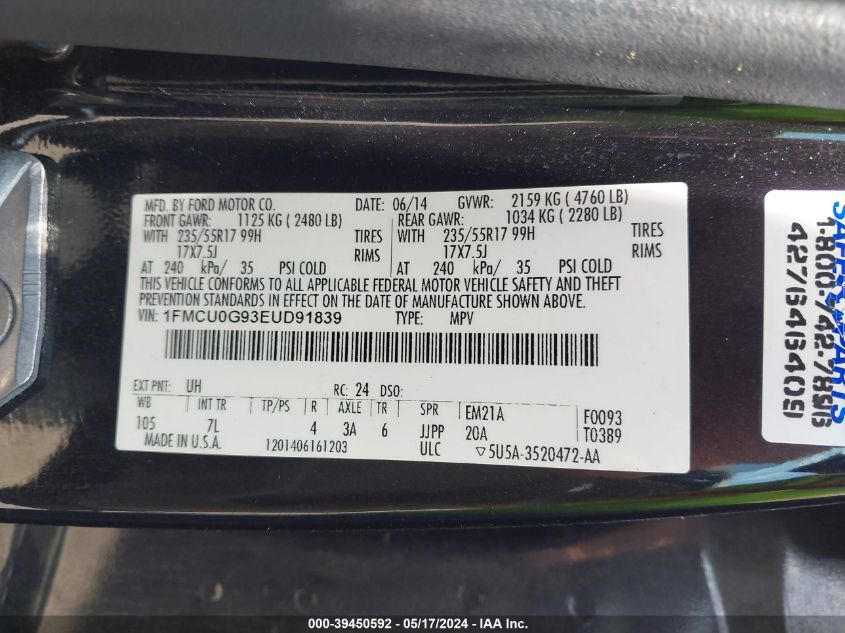 MFD. BY FORD MOTOR CO. DATE: 06/14 GVWR: 2159 KG ( 4760 LB)
FRONT GAWR: 1125 KG ( 2480 LB) REAR GAWR: 1034 KG ( 2280 LB)
WITH 235/55R17 99H TIRES WITH 235/55R17 99H TIRES
17X7.5J RIMS 17X7.5J RIMS
AT 240 kPa/ 35 PSI COLD AT 240 kPa/ 35 PSI COLD
THIS VEHICLE CONFORMS TO ALL APPLICABLE FEDERAL MOTOR VEHICLE SAFETY AND THEFT
PREVENTION STANDARDS IN EFFECT ON THE DATE OF MANUFACTURE SHOWN ABOVE.
VIN: 1FMCU0G93EUD91839 TYPE: MPV
EXT PNT: UH RC: 24 DSO:
WB INT TR TP/PS R AXLE TR SPR EM21A F0093
105 7L 4 3A 6 JJPP 20A T0389
MADE IN U.S.A. 1201406161203 ULC ▽5U5A-3520472-AA
1-800-742-78
427646340
000-39450592 - 05/17/2024 - IAA Inc.